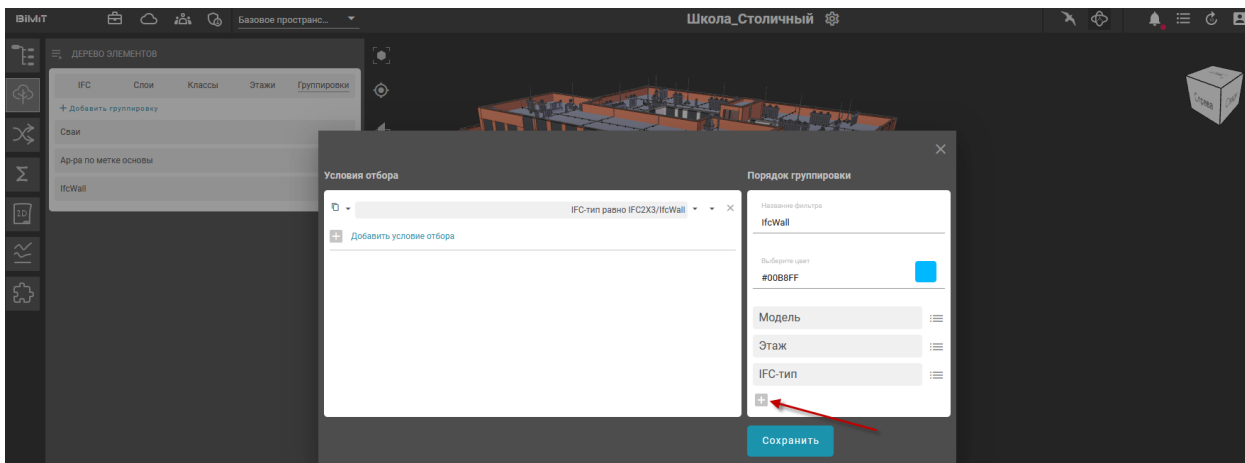 BIMIT
Базовое пространс...
Школа_Столичный
ДЕРЕВО ЭЛЕМЕНТОВ
IFC Слои Классы Этажи Группировки
+ Добавить группировку
Сваи
Ар-ра по метке основы
IfcWall
Условия отбора
IFC-тип равно IFC2X3/IfcWall
Добавить условие отбора
Порядок группировки
Название фильтра
IfcWall
Выберите цвет
#00B8FF
Модель
Этаж
IFC-тип
Сохранить
2D